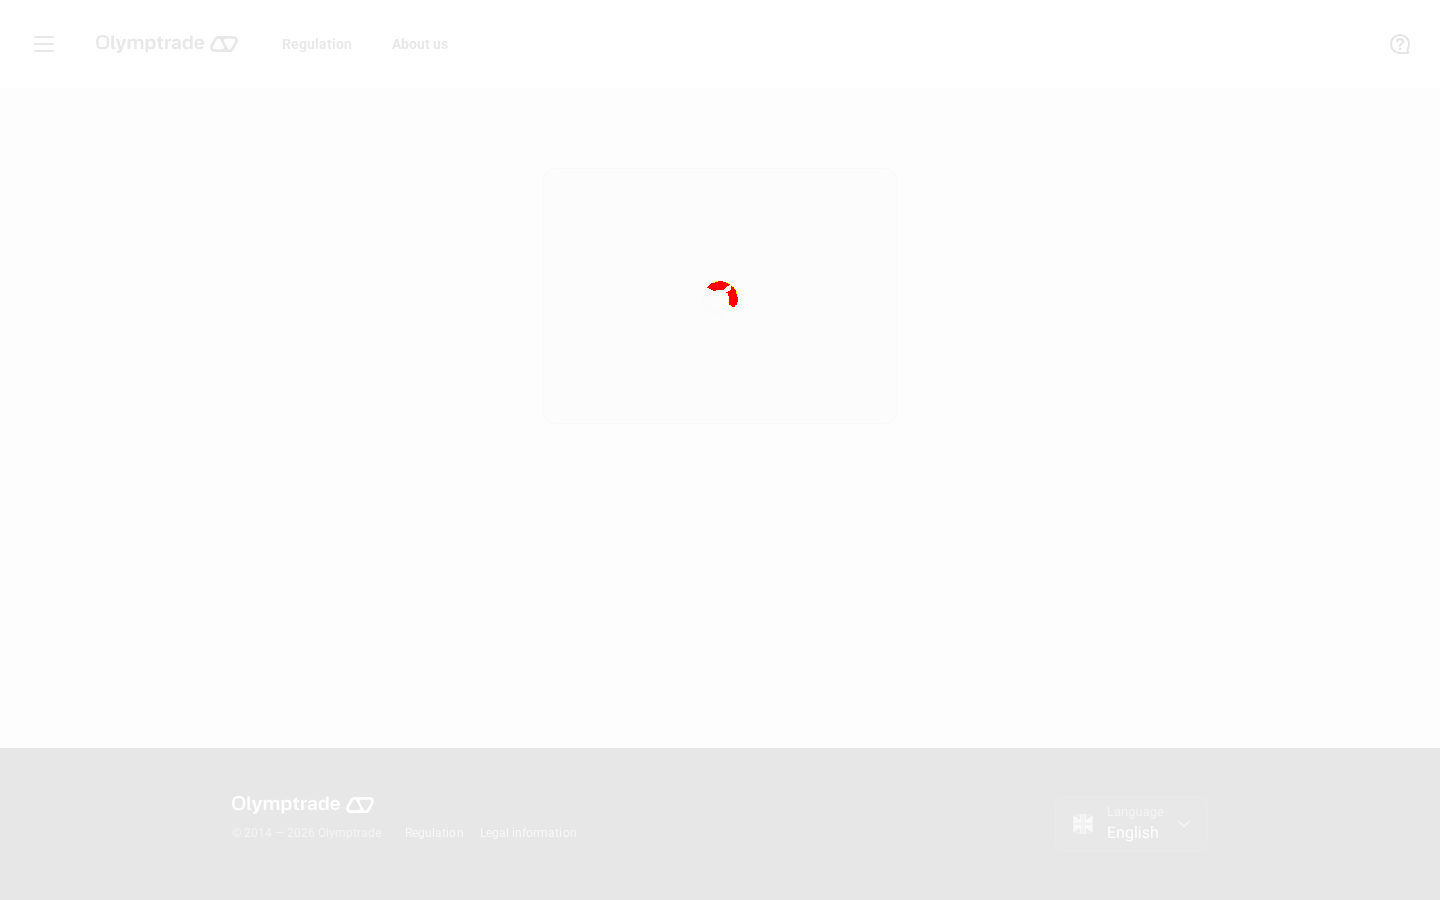 Olymptrade
Regulation
About us
Olymptrade
© 2014 — 2026 Olymptrade
Regulation
Legal information
Language
English